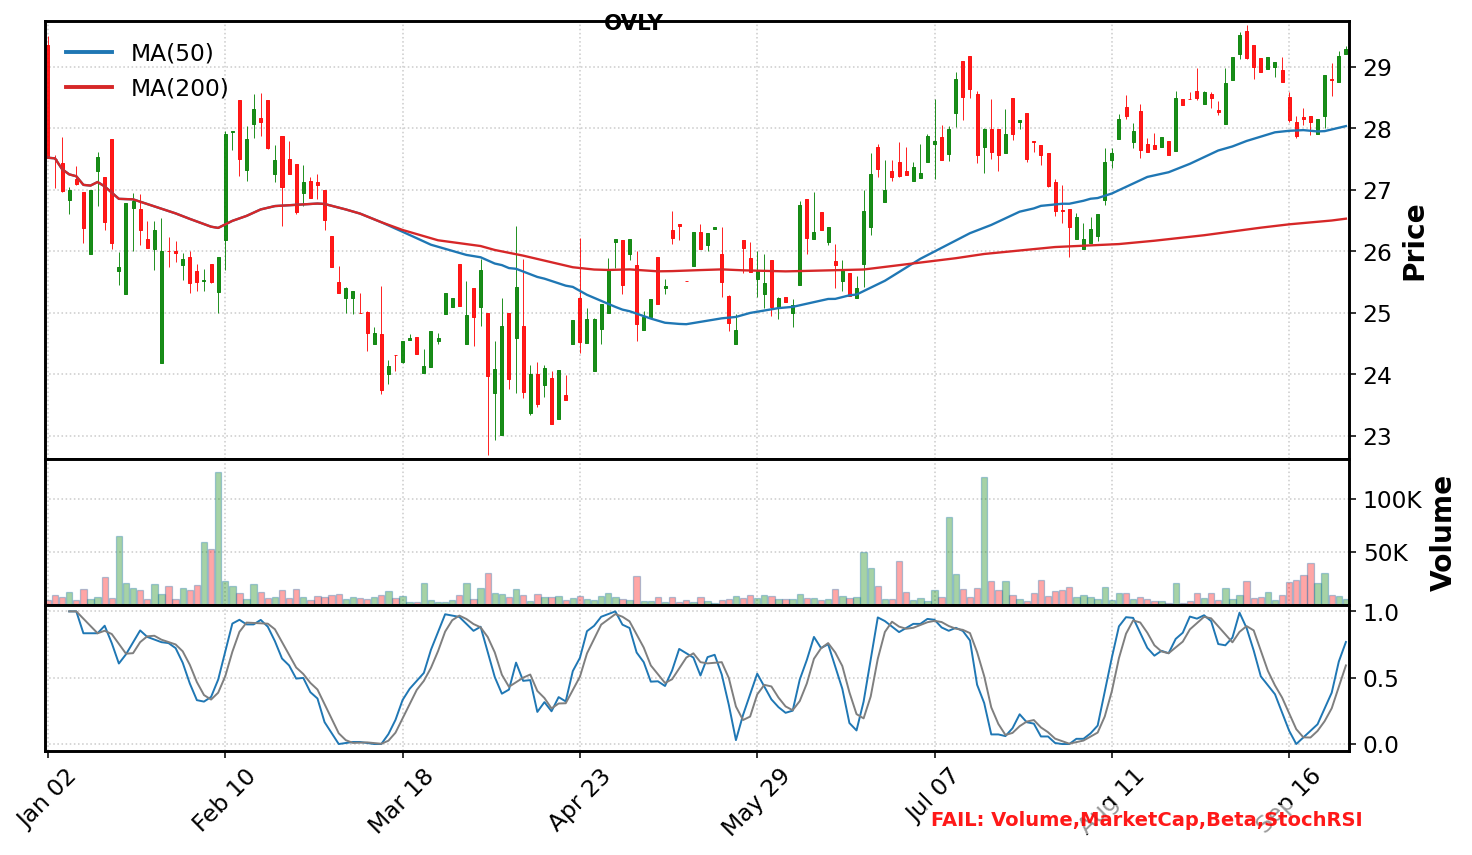 OVLY
MA(50)
MA(200)
29
28
27
26
25
24
23
Price
100K
50K
Volume
1.0
0.5
0.0
Jan 02
Feb 10
Mar 18
Apr 23
May 29
Jul 07
Aug 11
Sep 16
FAIL: Volume,MarketCap,Beta,StochRSI